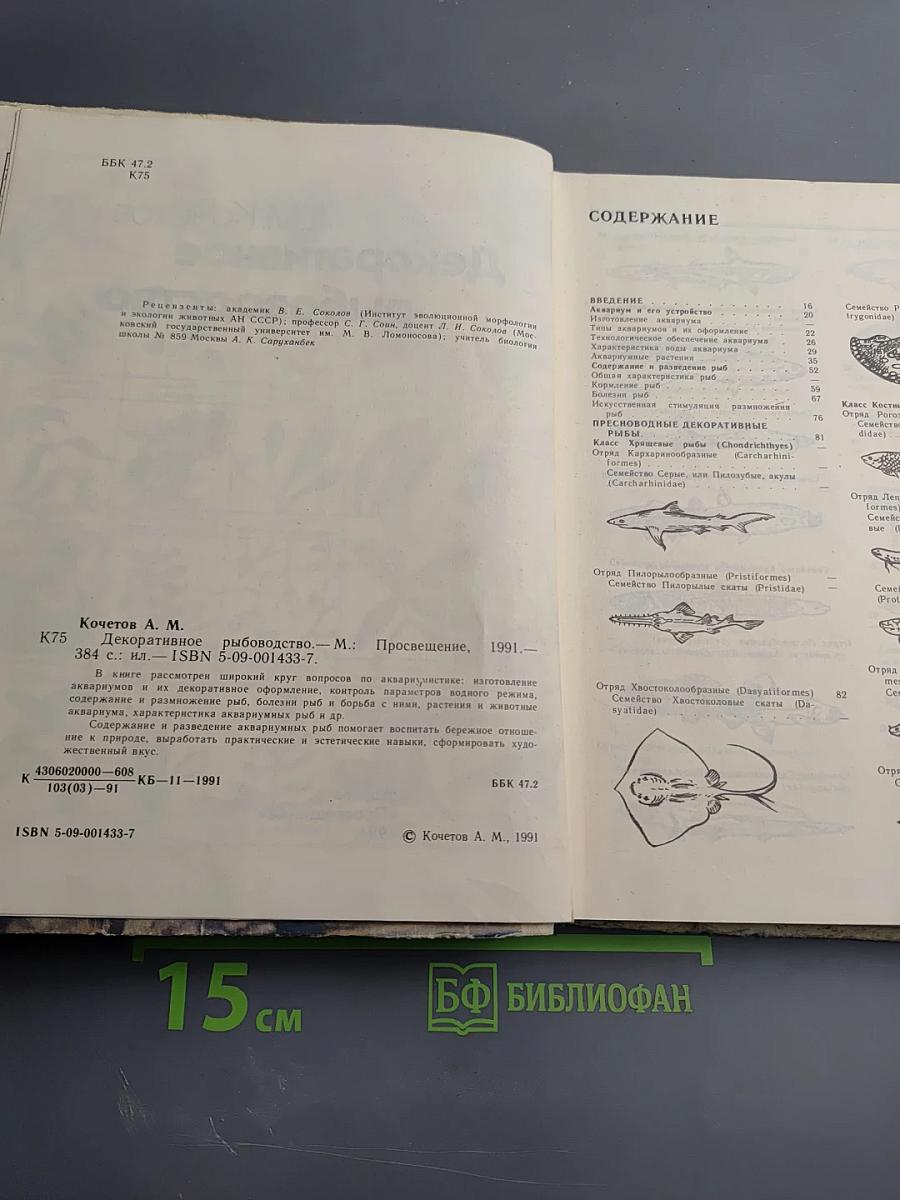 ББК 47.2
К75
Рецензенты: академик В. Е. Соколов (Институт эволюционной морфологии
и экологии животных АН СССР); профессор С. Г. Соин, доцент Л. И. Соколов (Мос-
ковский государственный университет им. М. В. Ломоносова); учитель биологии
школы № 859 Москвы А. К. Саруханбек
Кочетов А. М.
К75 Декоративное рыбоводство.— М.: Просвещение, 1991.—
384 с.: ил.— ISBN 5-09-001433-7.
В книге рассмотрен широкий круг вопросов по аквариумистике: изготовление
аквариумов и их декоративное оформление, контроль параметров водного режима,
содержание и размножение рыб, болезни рыб и борьба с ними, растения и животные
аквариума, характеристика аквариумных рыб и др.
Содержание и разведение аквариумных рыб помогает воспитать бережное отноше-
ние к природе, выработать практические и эстетические навыки, сформировать худо-
жественный вкус.
К 4306020000—608 КБ—11—1991
103(03)—91
ББК 47.2
ISBN 5-09-001433-7
© Кочетов А. М., 1991
СОДЕРЖАНИЕ
ВВЕДЕНИЕ . . . . . . . . . . . . 16
Аквариум и его устройство . . . . . . 20
Изготовление аквариума . . . . . . —
Типы аквариумов и их оформление . . 22
Технологическое обеспечение аквариума . 26
Характеристика воды аквариума . . . 29
Аквариумные растения . . . . . . 35
Содержание и разведение рыб . . . . 52
Общая характеристика рыб . . . . —
Кормление рыб . . . . . . . . 59
Болезни рыб . . . . . . . . . 67
Искусственная стимуляция размножения
рыб . . . . . . . . . . . 76
ПРЕСНОВОДНЫЕ ДЕКОРАТИВНЫЕ
РЫБЫ . . . . . . . . . . . 81
Класс Хрящевые рыбы (Chondrichthyes) —
Отряд Кархаринообразные (Carcharhini-
formes) . . . . . . . . . . —
Семейство Серые, или Пилозубые, акулы
(Carcharhinidae) . . . . . . . —
Отряд Пилорылообразные (Pristiformes) —
Семейство Пилорылые скаты (Pristidae) —
Отряд Хвостоколообразные (Dasyatiformes) 82
Семейство Хвостоколовые скаты (Da-
syatidae) . . . . . . . . . . —
Семейство
trygonidae)
Класс
Отряд
didae)
Отряд
formes)
вые
15 см
БФ БИБЛИОФАН